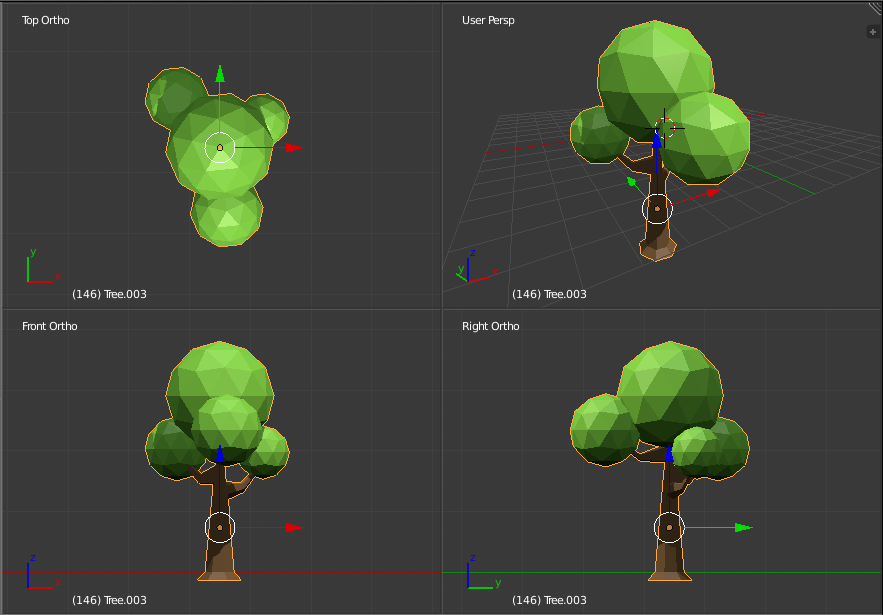 Top Ortho
User Persp
y
x
(146) Tree.003
z
y
x
(146) Tree.003
Front Ortho
Right Ortho
z
x
(146) Tree.003
z
y
(146) Tree.003